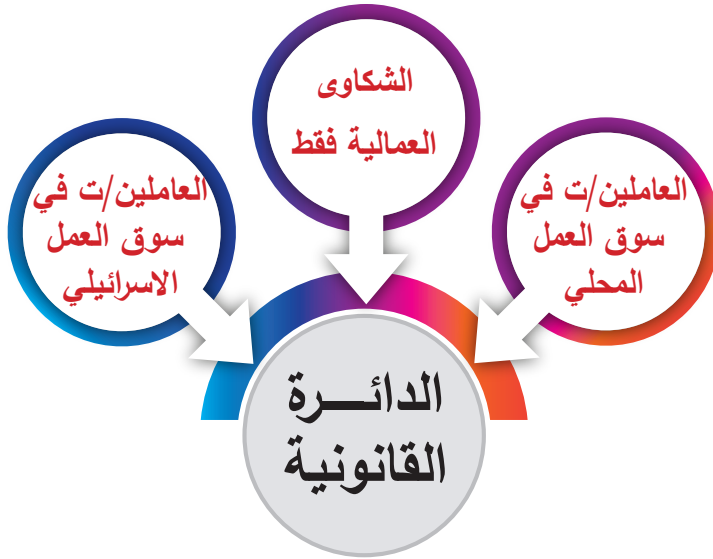 الشكاوى
العمالية فقط
العاملين/ت في
سوق العمل
المحلي
العاملين/ت في
سوق العمل
الاسرائيلي
الدائـــرة
القانونية